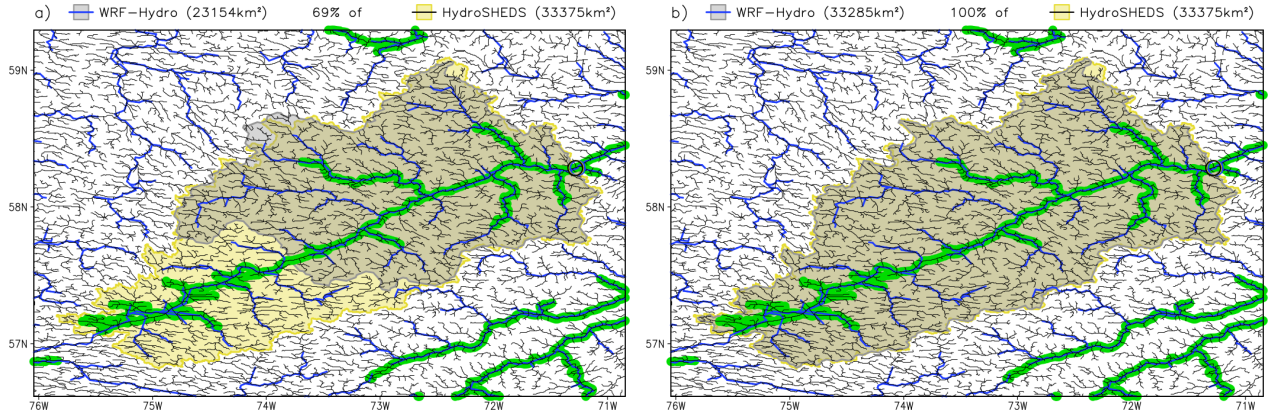 a) WRF-Hydro (23154km²) 69% of HydroSHEDS (33375km²)
59N
58N
57N
76W 75W 74W 73W 72W 71W
b) WRF-Hydro (33285km²) 100% of HydroSHEDS (33375km²)
59N
58N
57N
76W 75W 74W 73W 72W 71W